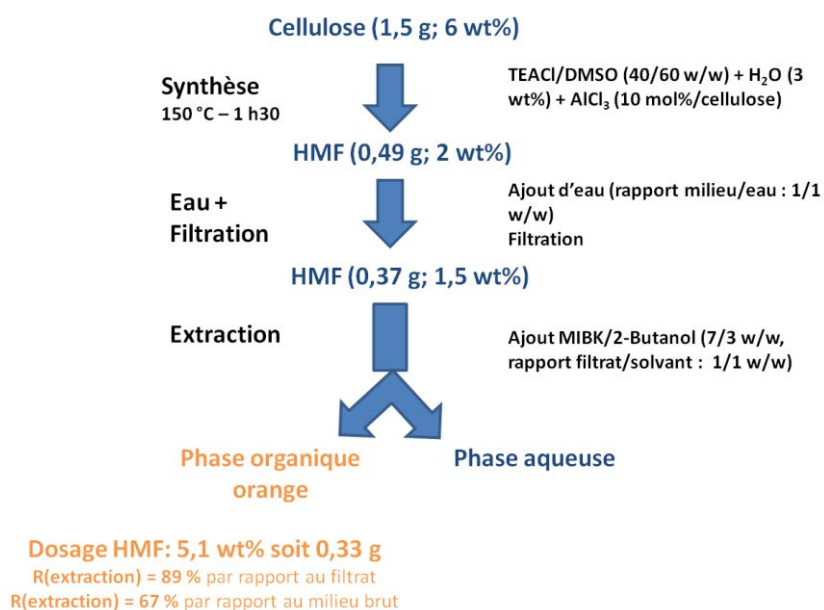 Cellulose (1,5 g; 6 wt%)
Synthèse
150 °C – 1 h30
TEACl/DMSO (40/60 w/w) + H₂O (3
wt%) + AlCl₃ (10 mol%/cellulose)
HMF (0,49 g; 2 wt%)
Eau +
Filtration
Ajout d'eau (rapport milieu/eau : 1/1
w/w)
Filtration
HMF (0,37 g; 1,5 wt%)
Extraction
Ajout MIBK/2-Butanol (7/3 w/w,
rapport filtrat/solvant : 1/1 w/w)
Phase organique
orange
Phase aqueuse
Dosage HMF: 5,1 wt% soit 0,33 g
R(extraction) = 89 % par rapport au filtrat
R(extraction) = 67 % par rapport au milieu brut